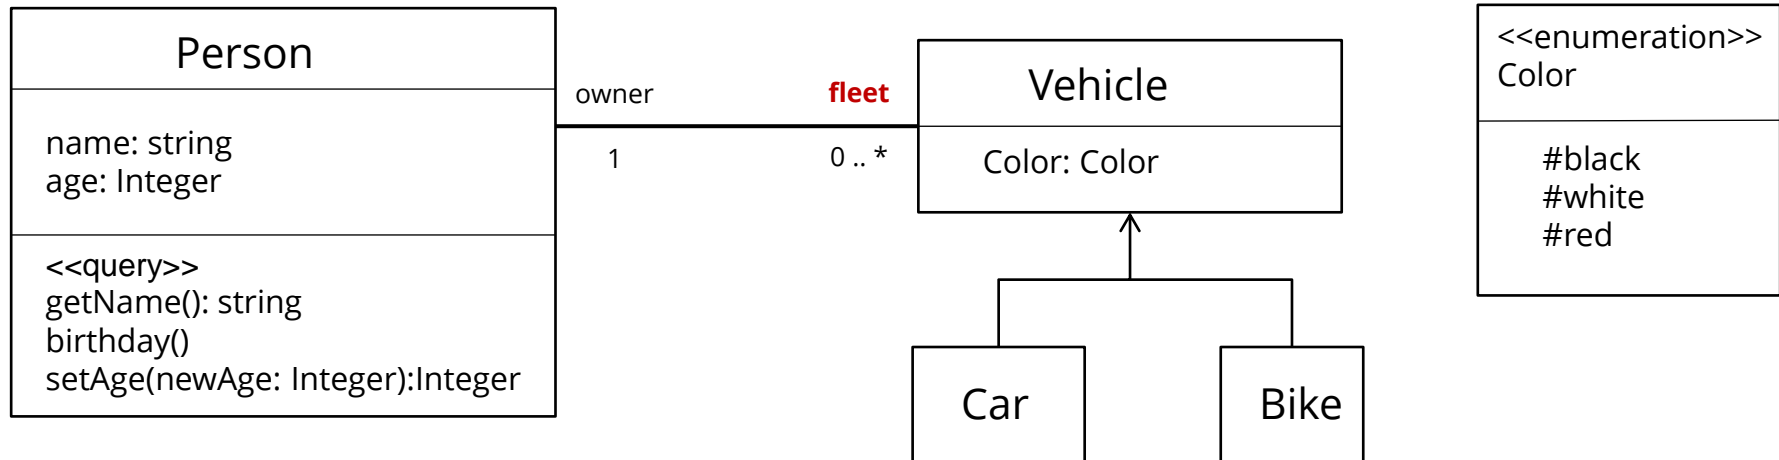 Person
name: string
age: Integer
<<query>>
getName(): string
birthday()
setAge(newAge: Integer):Integer
owner
fleet
1
0 .. *
Vehicle
Color: Color
Car
Bike
<<enumeration>>
Color
#black
#white
#red